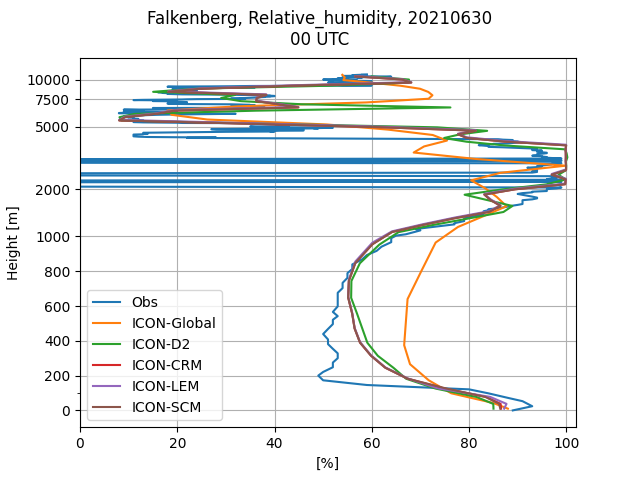 Falkenberg, Relative_humidity, 20210630
00 UTC
10000
7500
5000
2000
1000
800
600
400
200
0
Height [m]
Obs
ICON-Global
ICON-D2
ICON-CRM
ICON-LEM
ICON-SCM
0 20 40 60 80 100
[%]